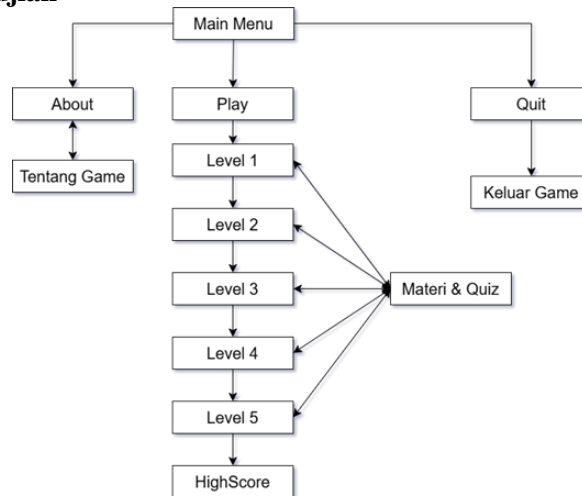 Main Menu
About
Play
Quit
Tentang Game
Level 1
Keluar Game
Level 2
Level 3
Materi & Quiz
Level 4
Level 5
HighScore